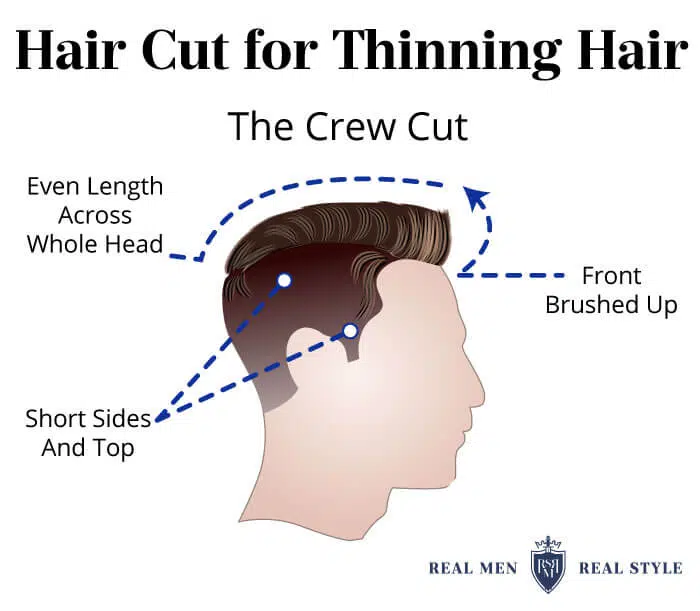 Hair Cut for Thinning Hair
The Crew Cut
Even Length
Across
Whole Head
Front
Brushed Up
Short Sides
And Top
REAL MEN
REAL STYLE